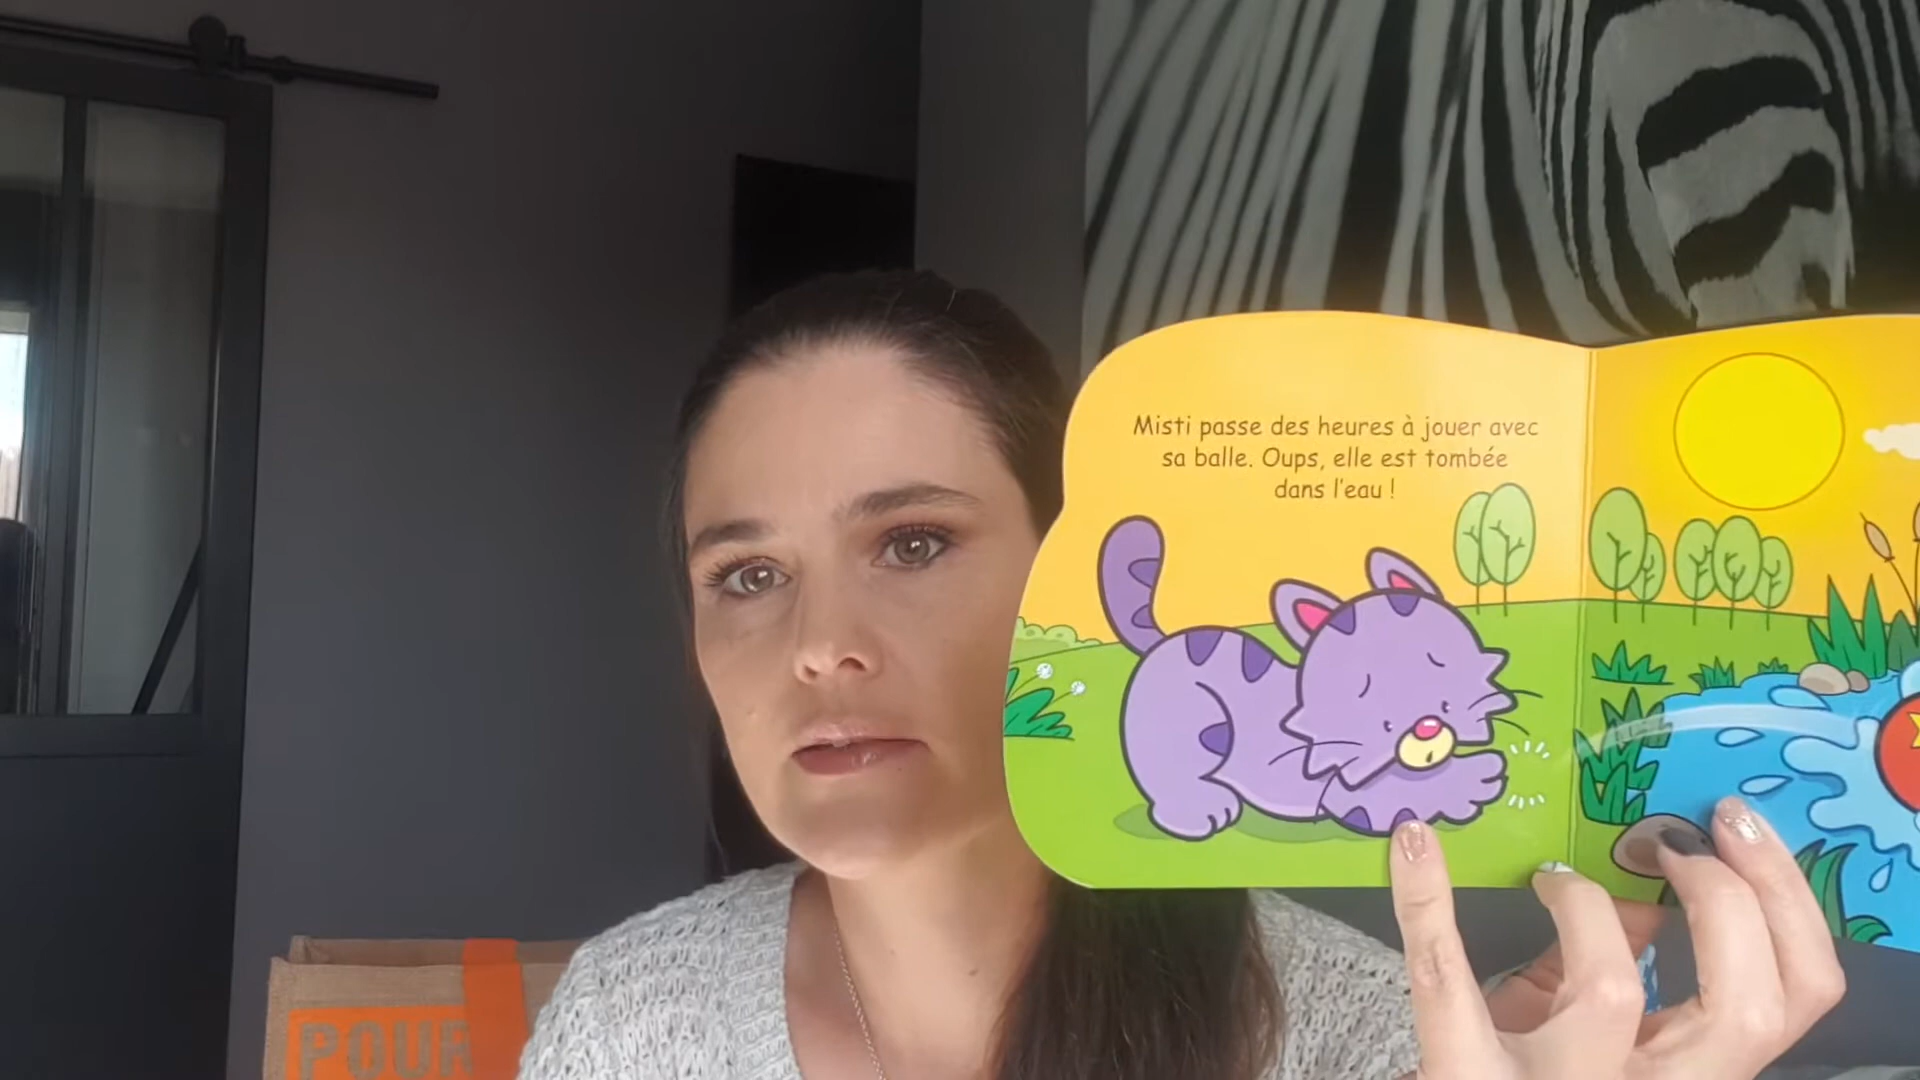 Misti passe des heures à jouer avec
sa balle. Oups, elle est tombée
dans l'eau !
POUR